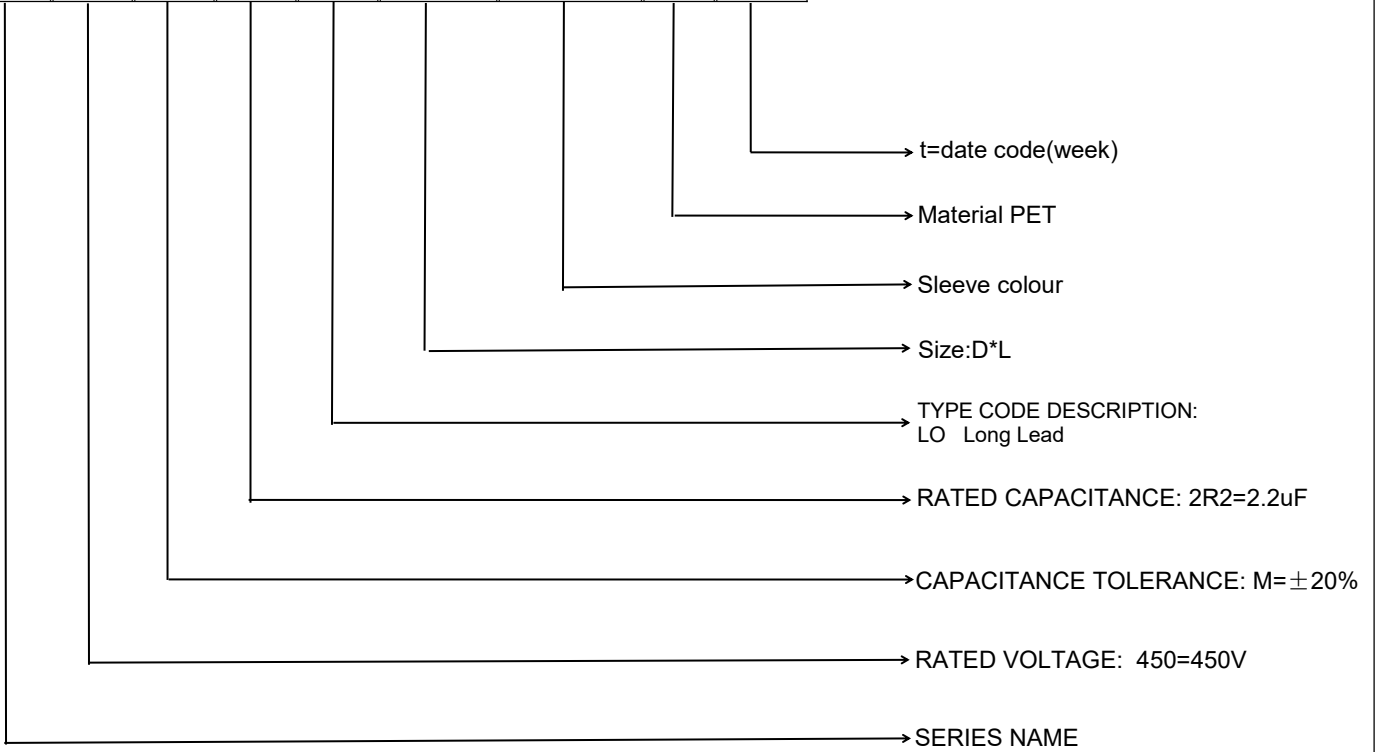 t=date code(week)
Material PET
Sleeve colour
Size:D*L
TYPE CODE DESCRIPTION:
LO Long Lead
RATED CAPACITANCE: 2R2=2.2uF
CAPACITANCE TOLERANCE: M=±20%
RATED VOLTAGE: 450=450V
SERIES NAME